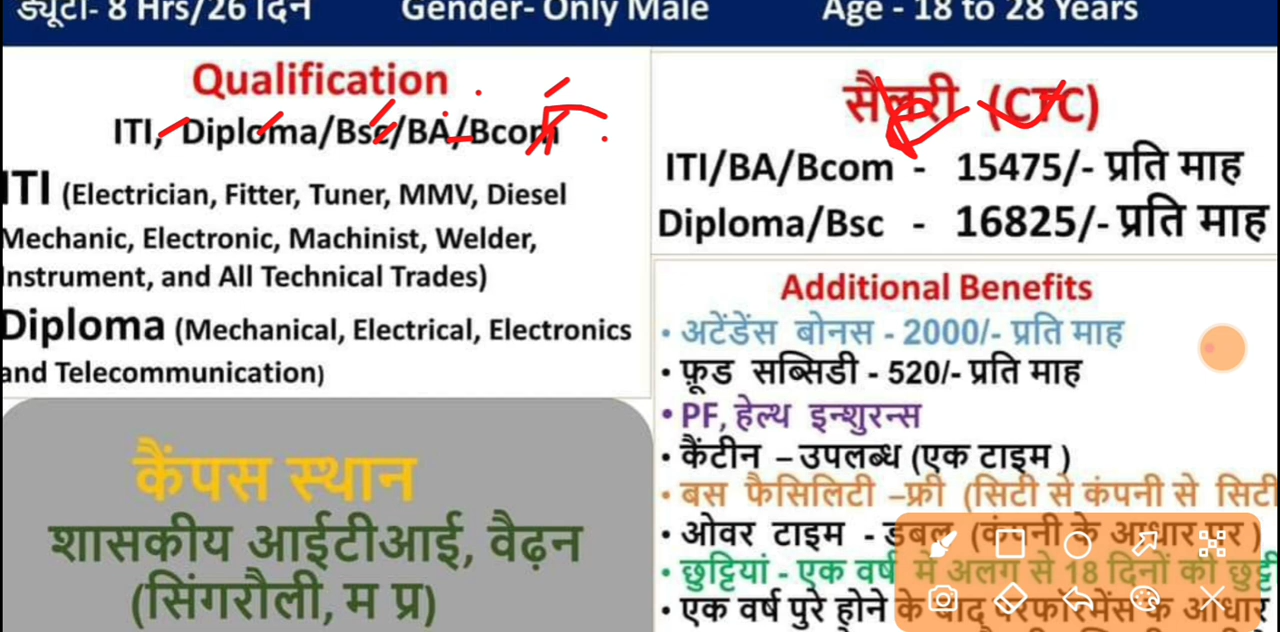 ड्यूटी- 8 Hrs/26 दिन Gender- Only Male Age - 18 to 28 Years
Qualification
ITI, Diploma/Bsc/BA/Bcom
ITI (Electrician, Fitter, Tuner, MMV, Diesel
Mechanic, Electronic, Machinist, Welder,
Instrument, and All Technical Trades)
Diploma (Mechanical, Electrical, Electronics
and Telecommunication)
कैंपस स्थान
शासकीय आईटीआई, वैढ़न
(सिंगरौली, म प्र)
सैलरी (CTC)
ITI/BA/Bcom - 15475/- प्रति माह
Diploma/Bsc - 16825/- प्रति माह
Additional Benefits
• अटेंडेंस बोनस - 2000/- प्रति माह
• फ़ूड सब्सिडी - 520/- प्रति माह
• PF, हेल्थ इन्शुरन्स
• कैंटीन – उपलब्ध (एक टाइम )
• बस फैसिलिटी –फ्री (सिटी से कंपनी से सिटी
• ओवर टाइम - डबल (कंपनी के आधार पर )
• छुट्टियां - एक वर्ष में अलग से 18 दिनों की छुट्टी
• एक वर्ष पुरे होने के बाद परफॉरमेंस के आधार